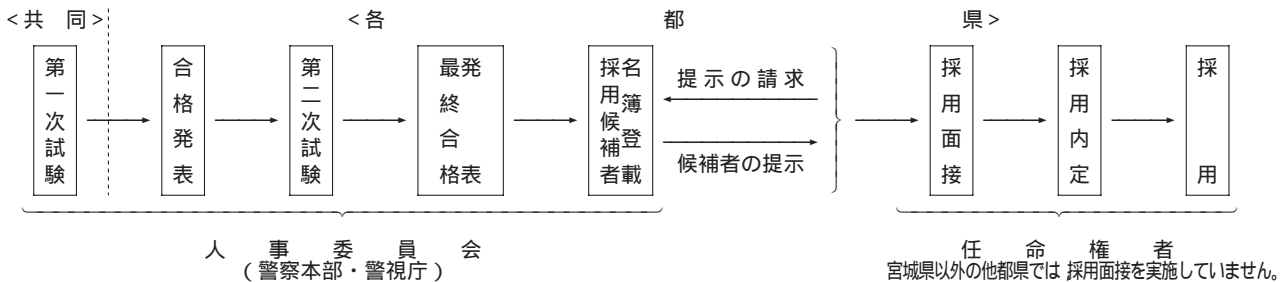 <共同>
<各都県>
第一次試験
合格発表
第二次試験
最終合格発表
採用候補者名簿登載
提示の請求
候補者の提示
採用面接
採用内定
採用
人事委員会
(警察本部・警視庁)
任命権者
宮城県以外の他都県では、採用面接を実施していません。